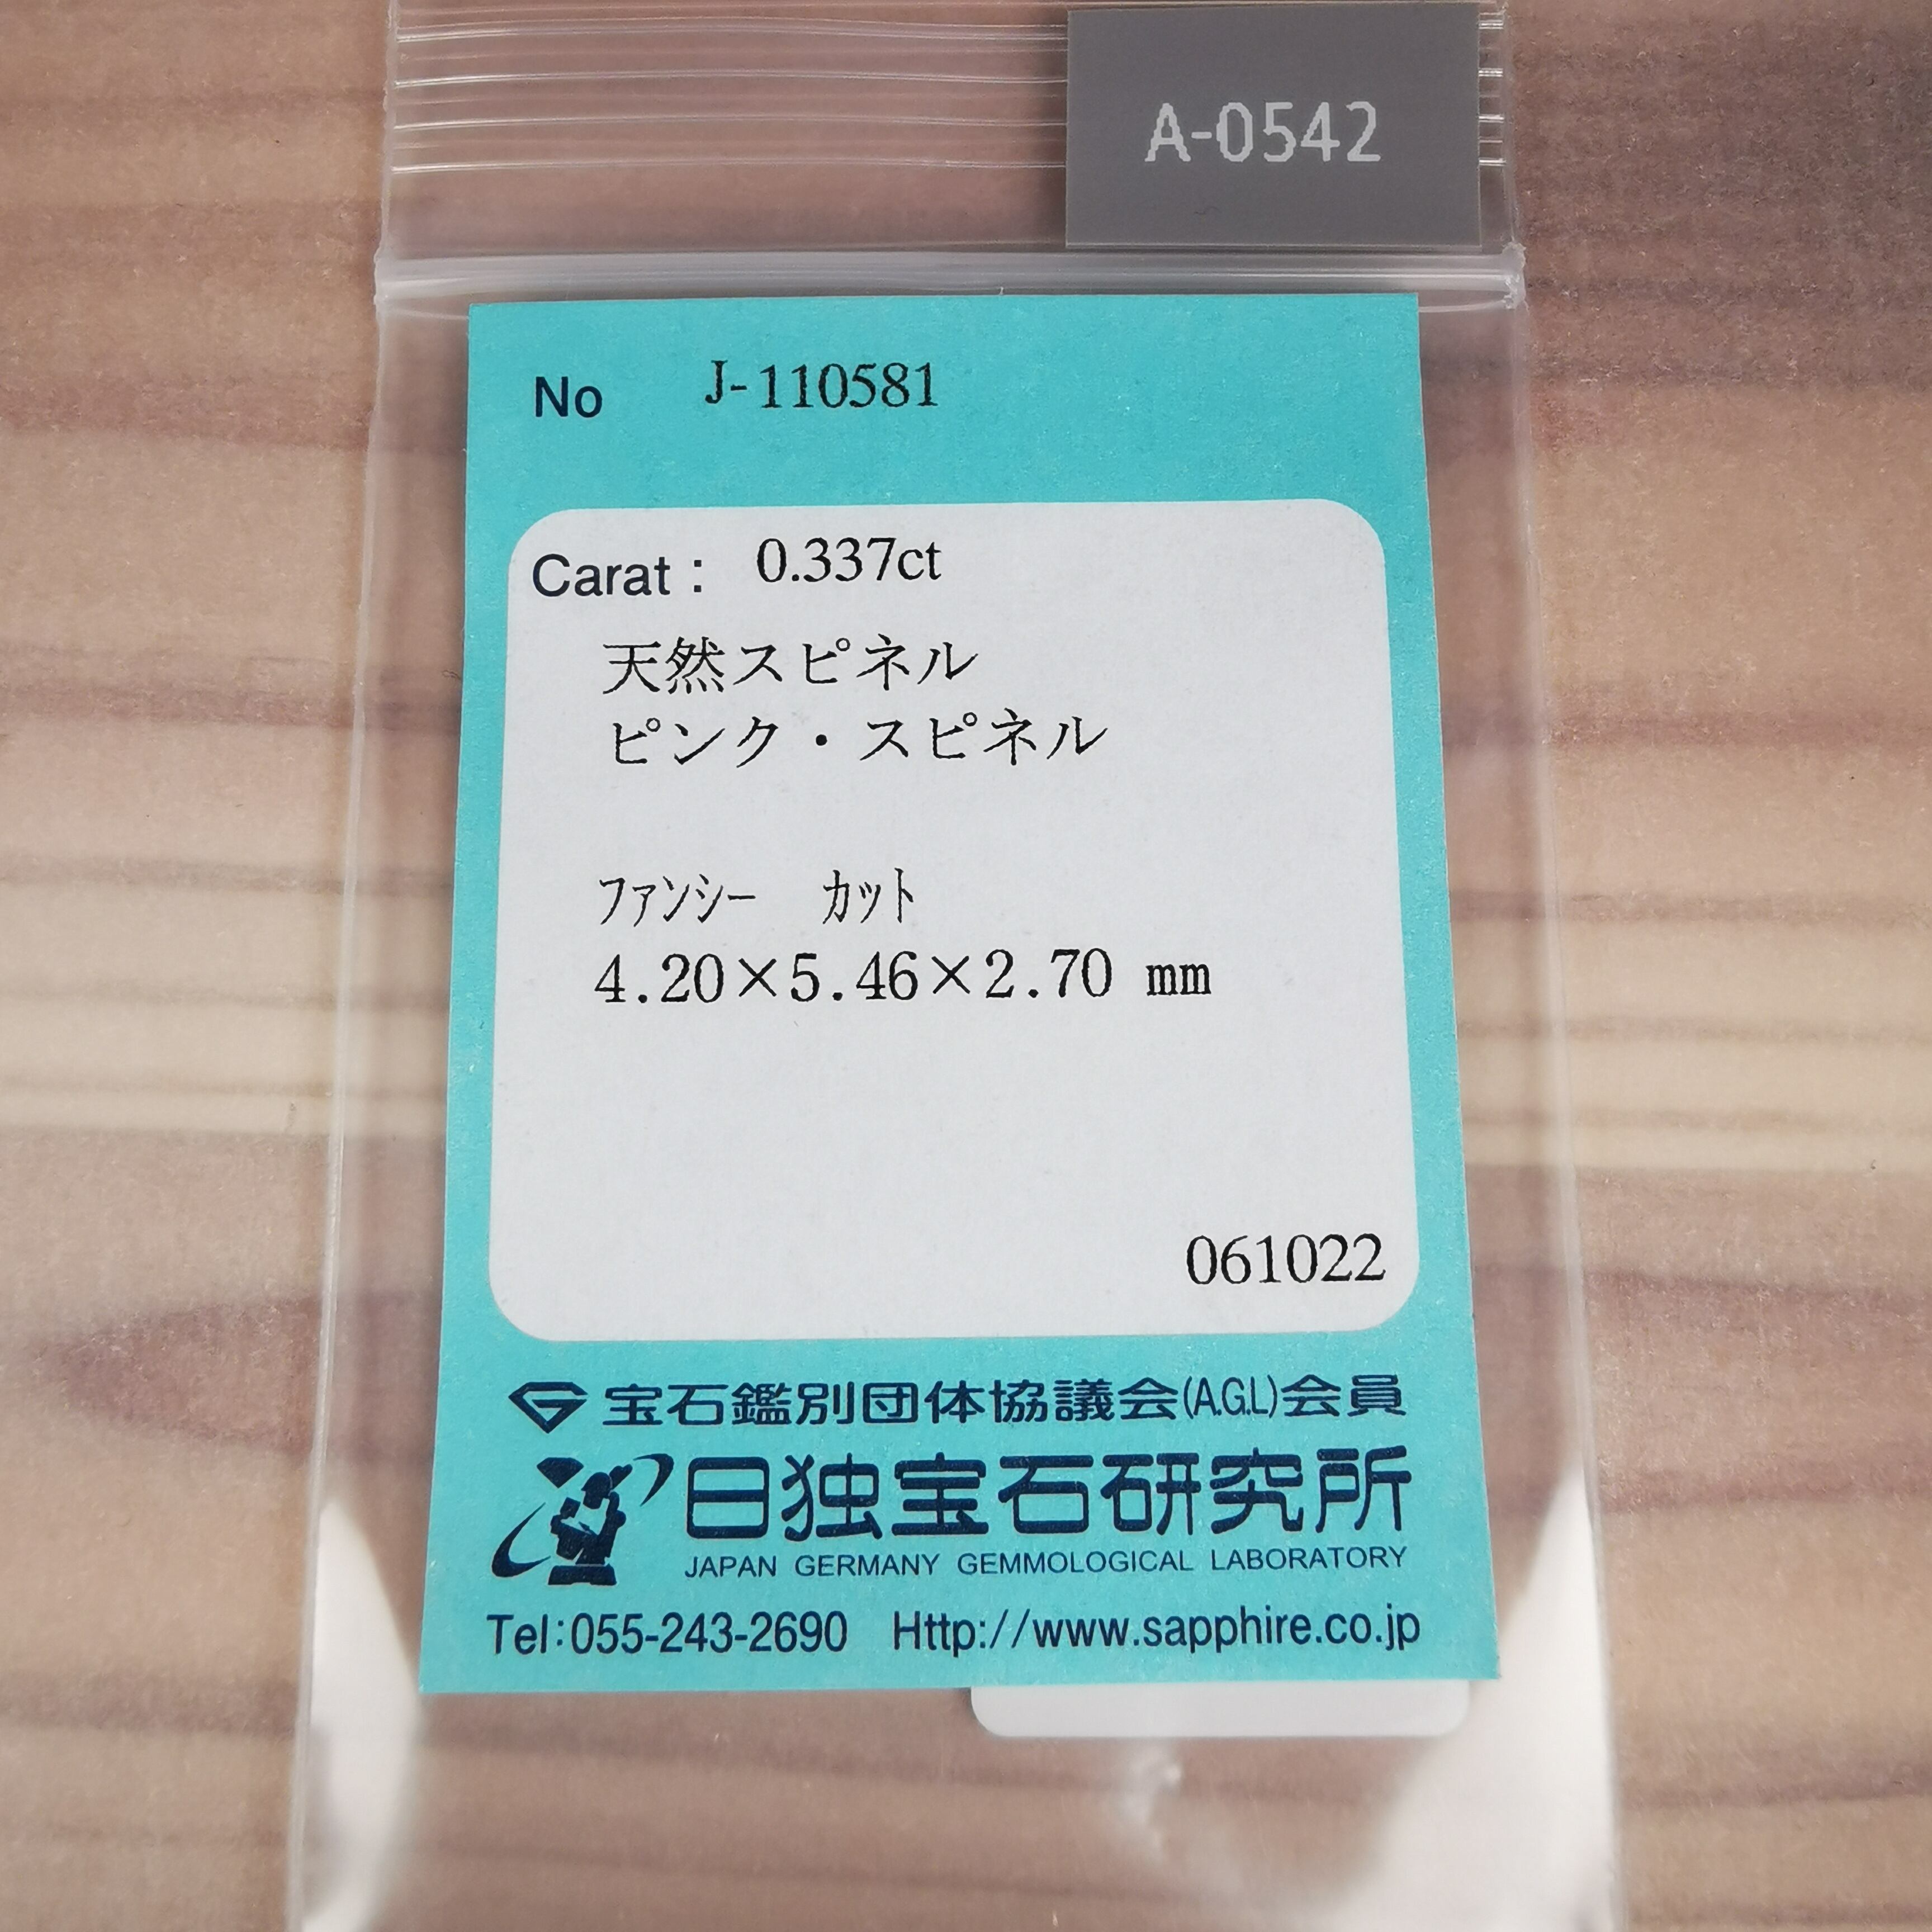 A-0542
No J-110581
Carat : 0.337ct
天然スピネル
ピンク・スピネル
ファンシー カット
4.20×5.46×2.70 mm
061022
宝石鑑別団体協議会(A.G.L)会員
日独宝石研究所
JAPAN GERMANY GEMMOLOGICAL LABORATORY
Tel:055-243-2690 Http://www.sapphire.co.jp